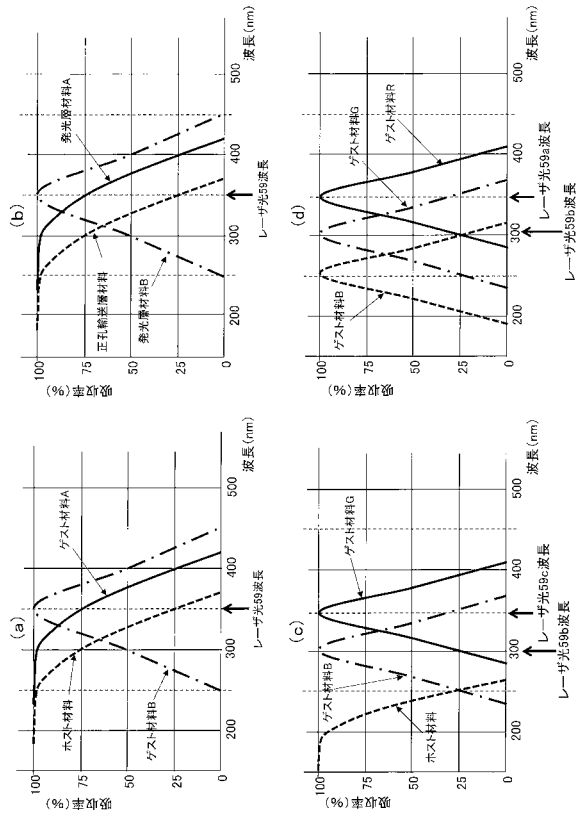 (a)
吸収率(%)
100
75
50
25
0
200
300
400
500
波長(nm)
ホスト材料
ゲスト材料A
ゲスト材料B
レーザ光59波長
(b)
吸収率(%)
100
75
50
25
0
200
300
400
500
波長(nm)
正孔輸送層材料
発光層材料A
発光層材料B
レーザ光59波長
(c)
吸収率(%)
100
75
50
25
0
200
300
400
500
波長(nm)
ホスト材料
ゲスト材料B
ゲスト材料G
レーザ光59c波長
レーザ光59b波長
(d)
吸収率(%)
100
75
50
25
0
200
300
400
500
波長(nm)
ゲスト材料B
ゲスト材料G
ゲスト材料R
レーザ光59a波長
レーザ光59b波長